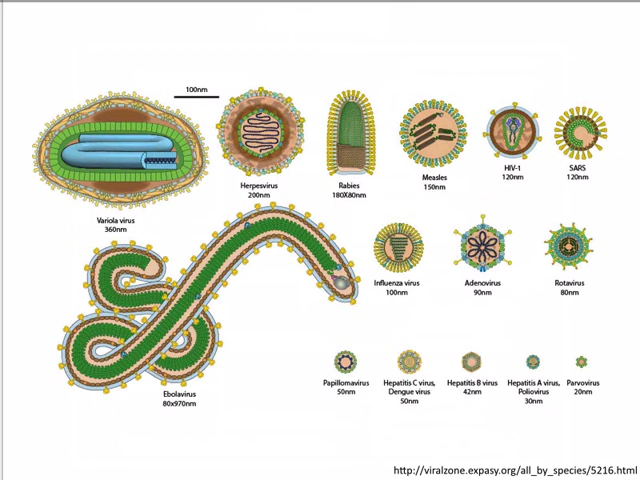 100nm
Variola virus
360nm
Herpesvirus
200nm
Rabies
180X80nm
Measles
150nm
HIV-1
120nm
SARS
120nm
Ebolavirus
80x970nm
Influenza virus
100nm
Adenovirus
90nm
Rotavirus
80nm
Papillomavirus
50nm
Hepatitis C virus,
Dengue virus
50nm
Hepatitis B virus
42nm
Hepatitis A virus,
Poliovirus
30nm
Parvovirus
20nm
http://viralzone.expasy.org/all_by_species/5216.html